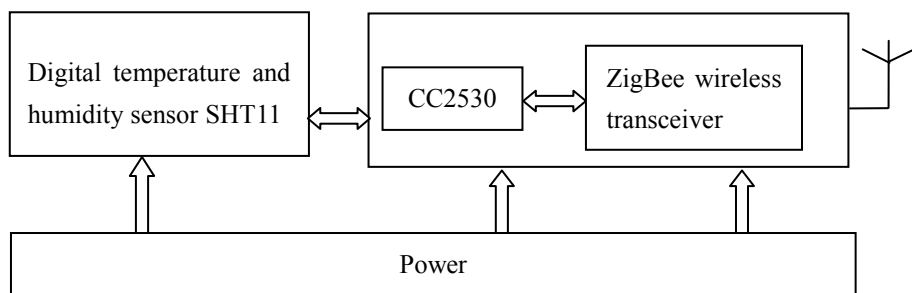 Digital temperature and
humidity sensor SHT11
CC2530
ZigBee wireless
transceiver
Power